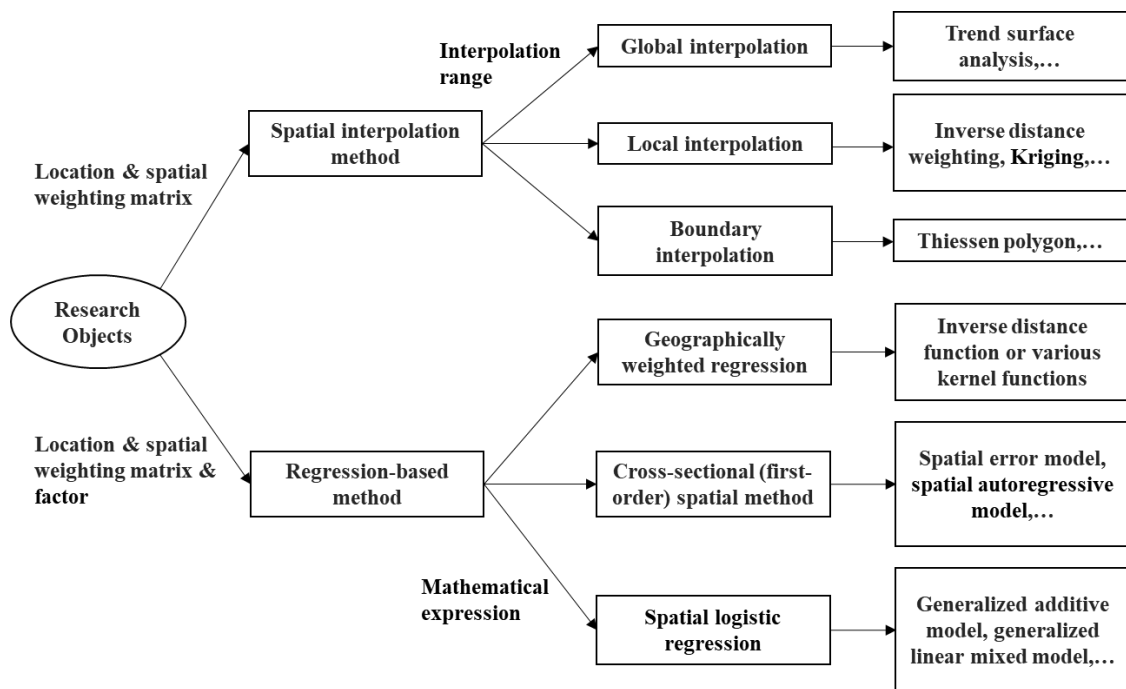 Interpolation
range
Global interpolation
Trend surface
analysis,…
Spatial interpolation
method
Local interpolation
Inverse distance
weighting, Kriging,…
Location & spatial
weighting matrix
Boundary
interpolation
Thiessen polygon,…
Research
Objects
Geographically
weighted regression
Inverse distance
function or various
kernel functions
Location & spatial
weighting matrix &
factor
Regression-based
method
Cross-sectional (first-
order) spatial method
Spatial error model,
spatial autoregressive
model,…
Mathematical
expression
Spatial logistic
regression
Generalized additive
model, generalized
linear mixed model,…